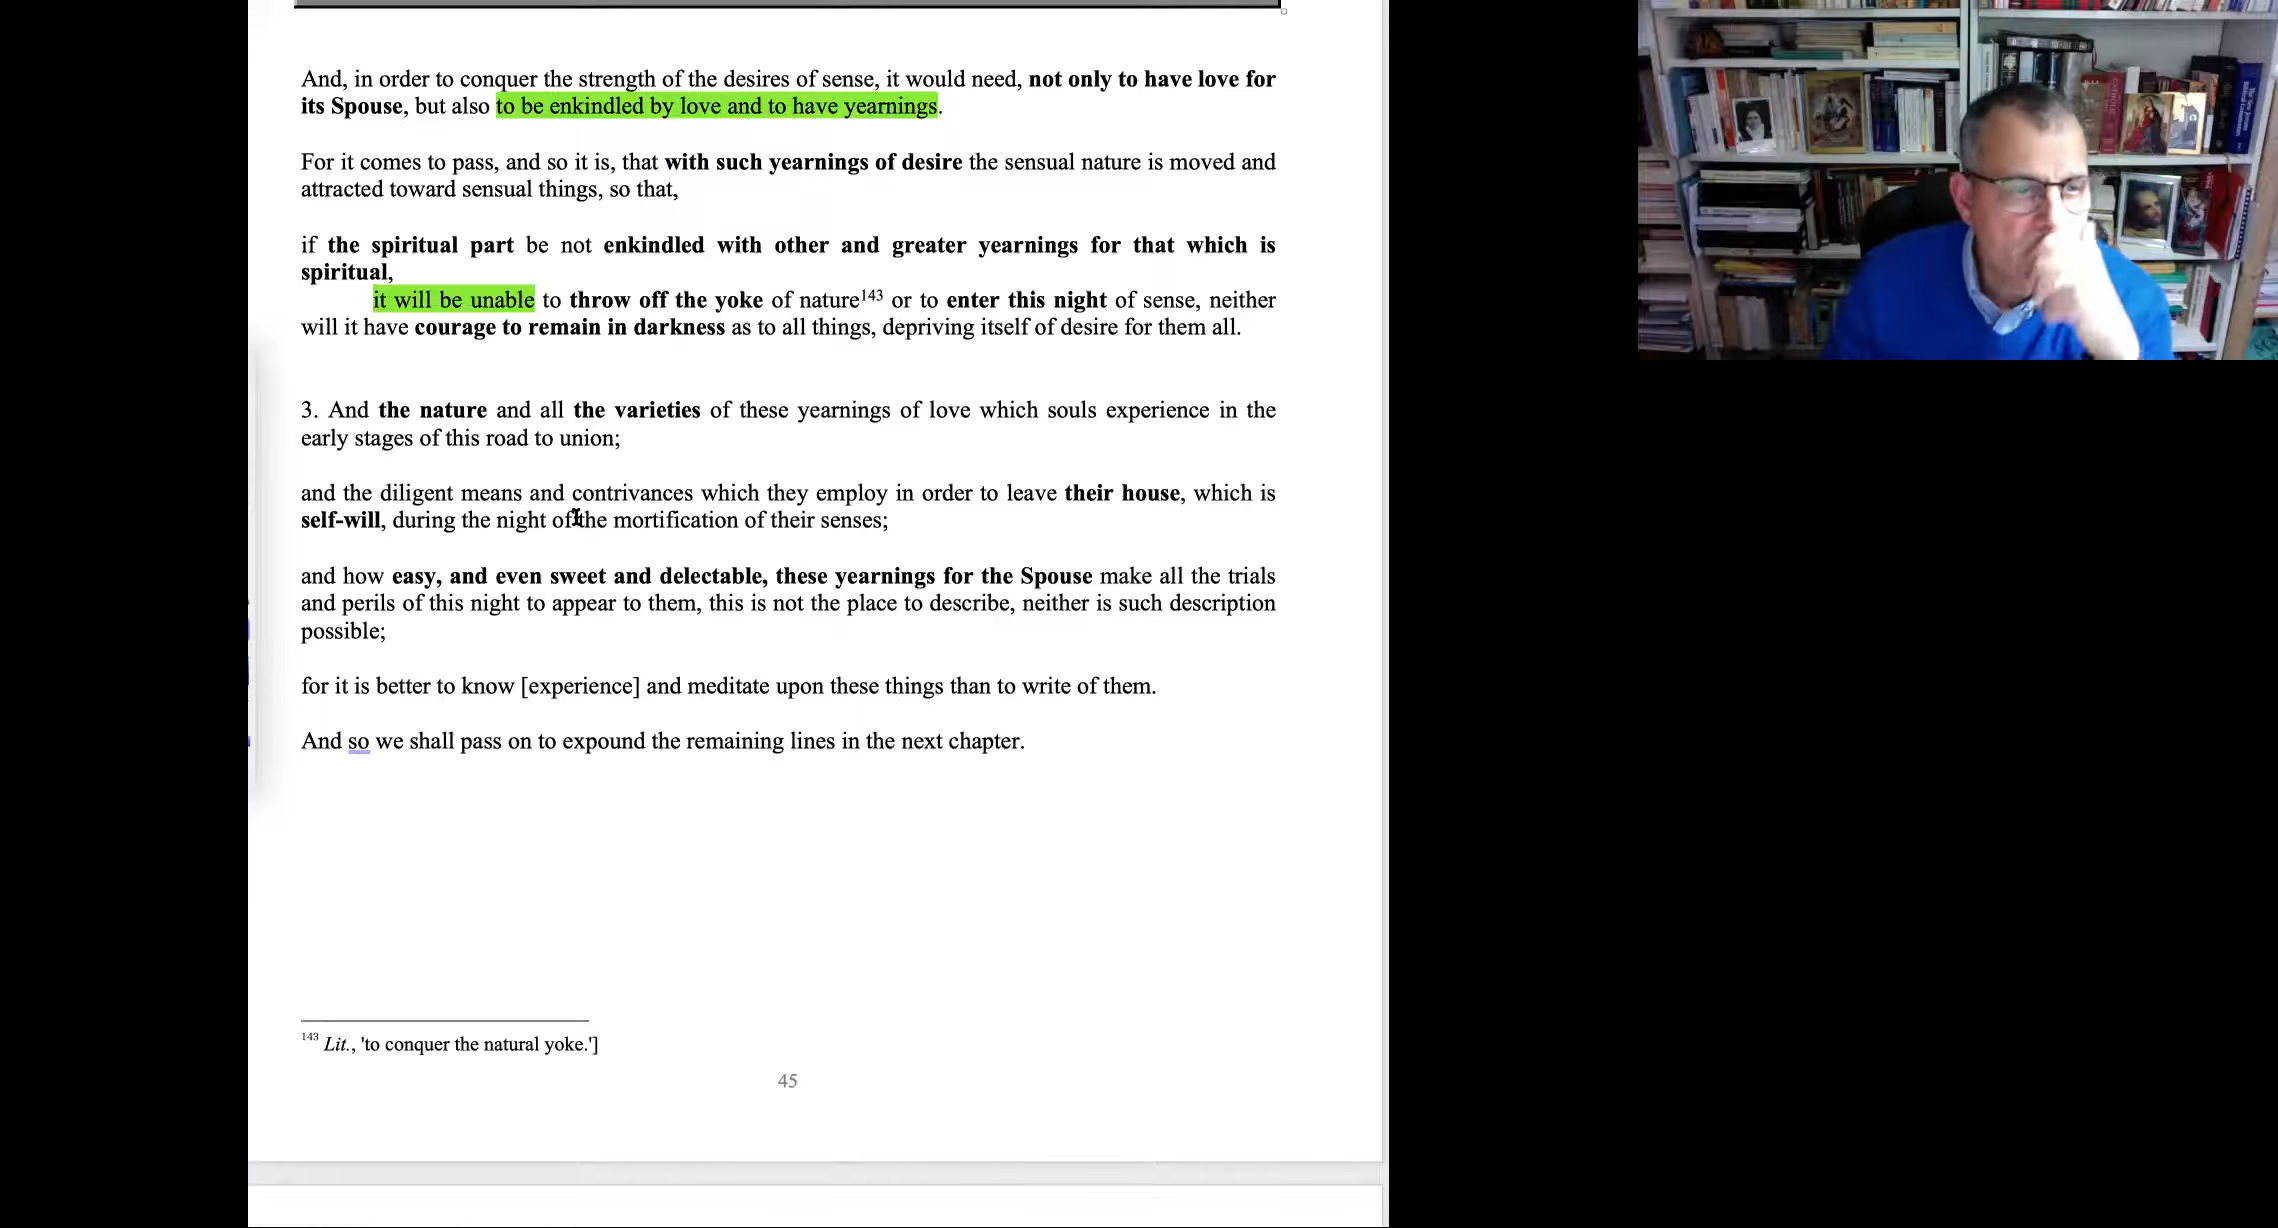 And, in order to conquer the strength of the desires of sense, it would need, not only to have love for
its Spouse, but also to be enkindled by love and to have yearnings.
For it comes to pass, and so it is, that with such yearnings of desire the sensual nature is moved and
attracted toward sensual things, so that,
if the spiritual part be not enkindled with other and greater yearnings for that which is
spiritual,
it will be unable to throw off the yoke of nature143 or to enter this night of sense, neither
will it have courage to remain in darkness as to all things, depriving itself of desire for them all.
3. And the nature and all the varieties of these yearnings of love which souls experience in the
early stages of this road to union;
and the diligent means and contrivances which they employ in order to leave their house, which is
self-will, during the night of the mortification of their senses;
and how easy, and even sweet and delectable, these yearnings for the Spouse make all the trials
and perils of this night to appear to them, this is not the place to describe, neither is such description
possible;
for it is better to know [experience] and meditate upon these things than to write of them.
And so we shall pass on to expound the remaining lines in the next chapter.
143 Lit., 'to conquer the natural yoke.']
45